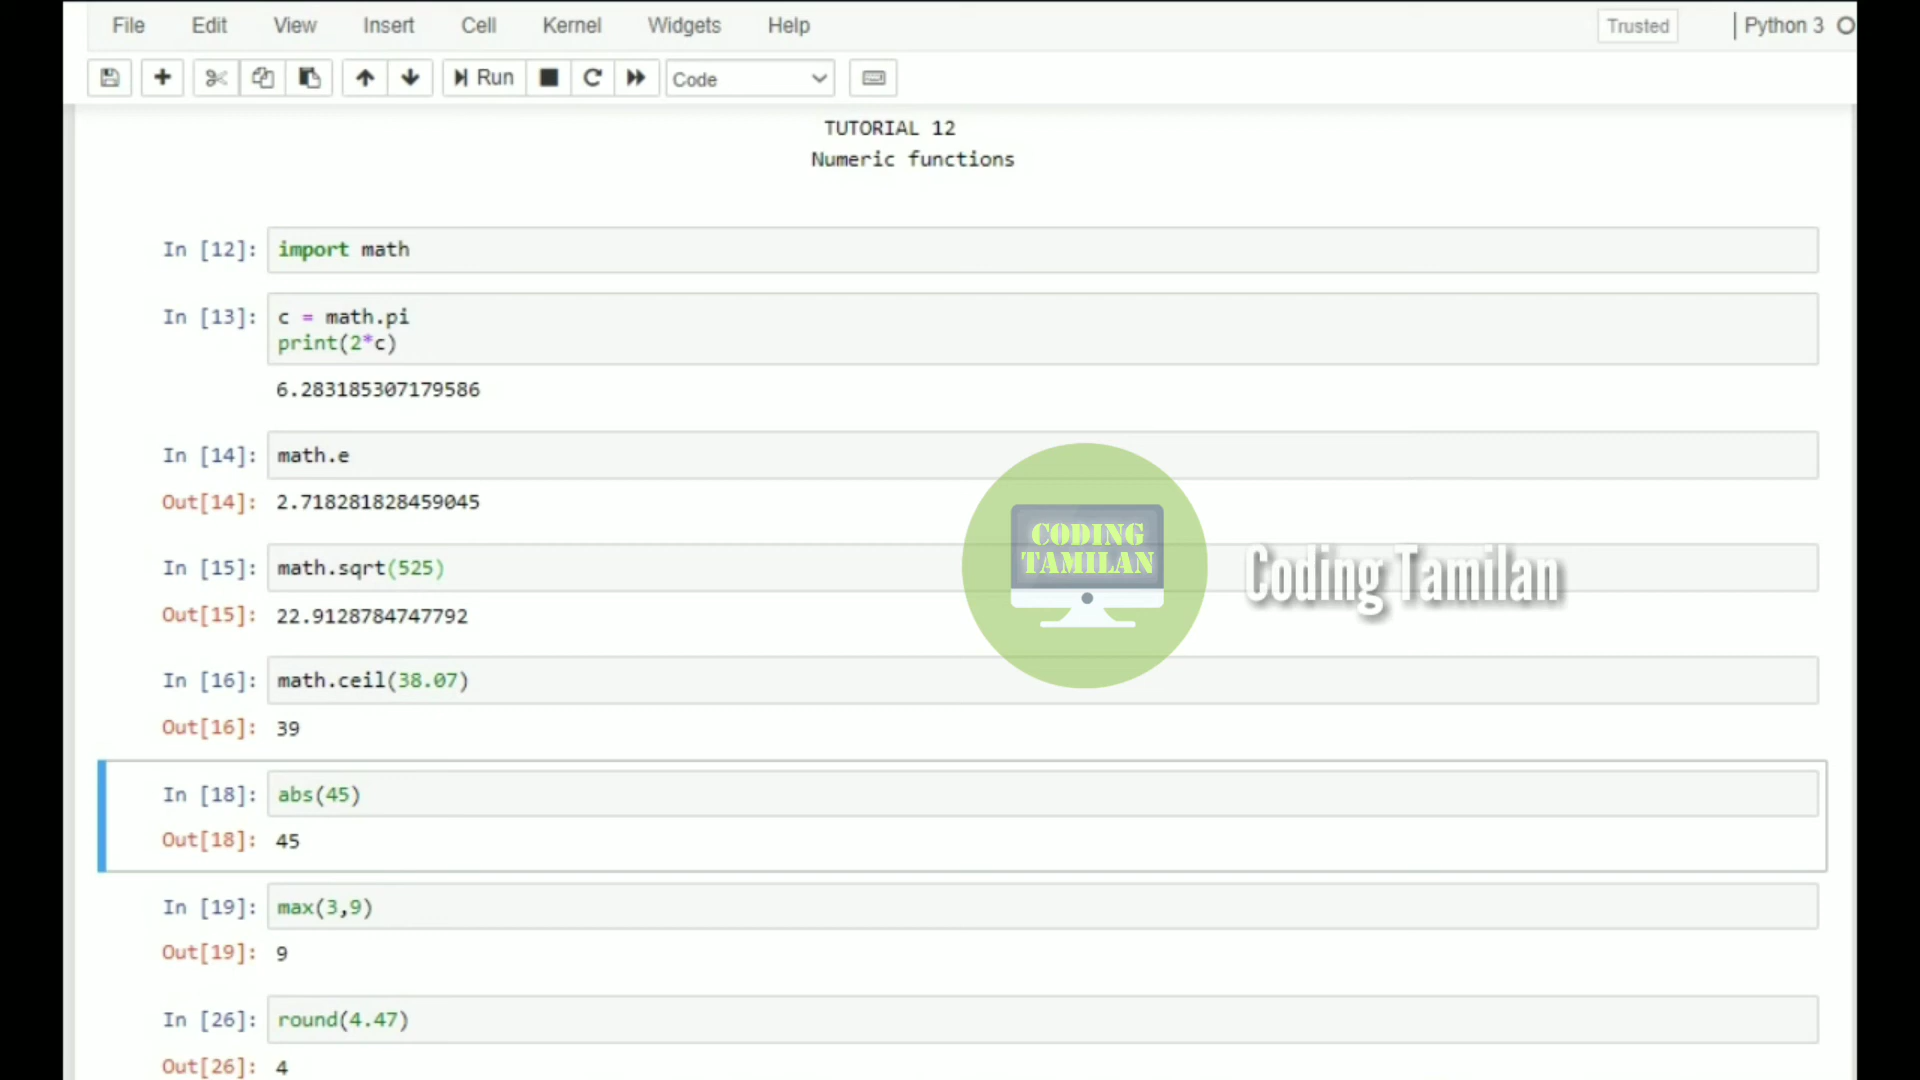 File Edit View Insert Cell Kernel Widgets Help Trusted Python 3
Run Code
TUTORIAL 12
Numeric functions
In [12]: import math
In [13]: c = math.pi
print(2*c)
6.283185307179586
In [14]: math.e
Out[14]: 2.718281828459045
In [15]: math.sqrt(525)
Out[15]: 22.9128784747792
CODING
TAMILAN
Coding Tamilan
In [16]: math.ceil(38.07)
Out[16]: 39
In [18]: abs(45)
Out[18]: 45
In [19]: max(3,9)
Out[19]: 9
In [26]: round(4.47)
Out[26]: 4